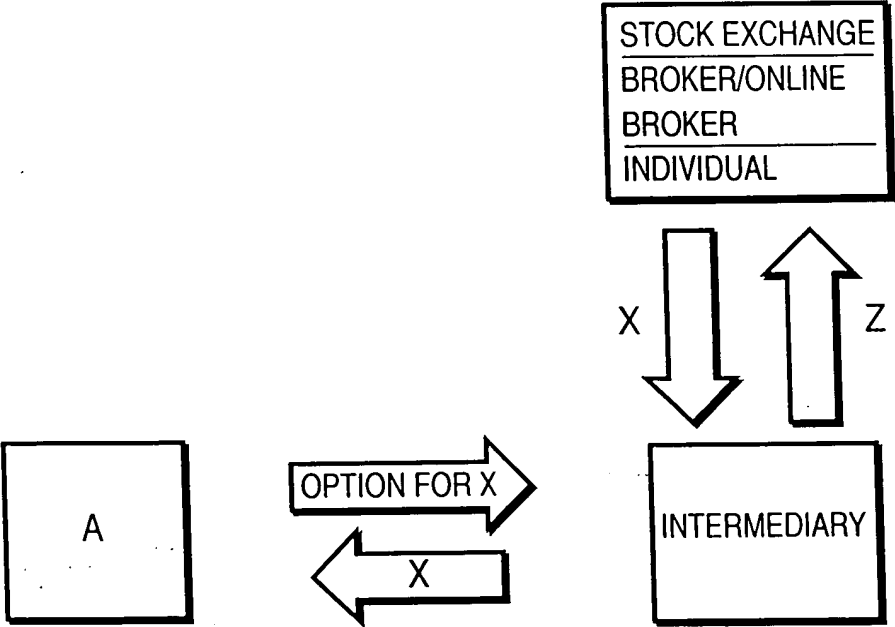 STOCK EXCHANGE
BROKER/ONLINE
BROKER
INDIVIDUAL
X
Z
A
OPTION FOR X
X
INTERMEDIARY